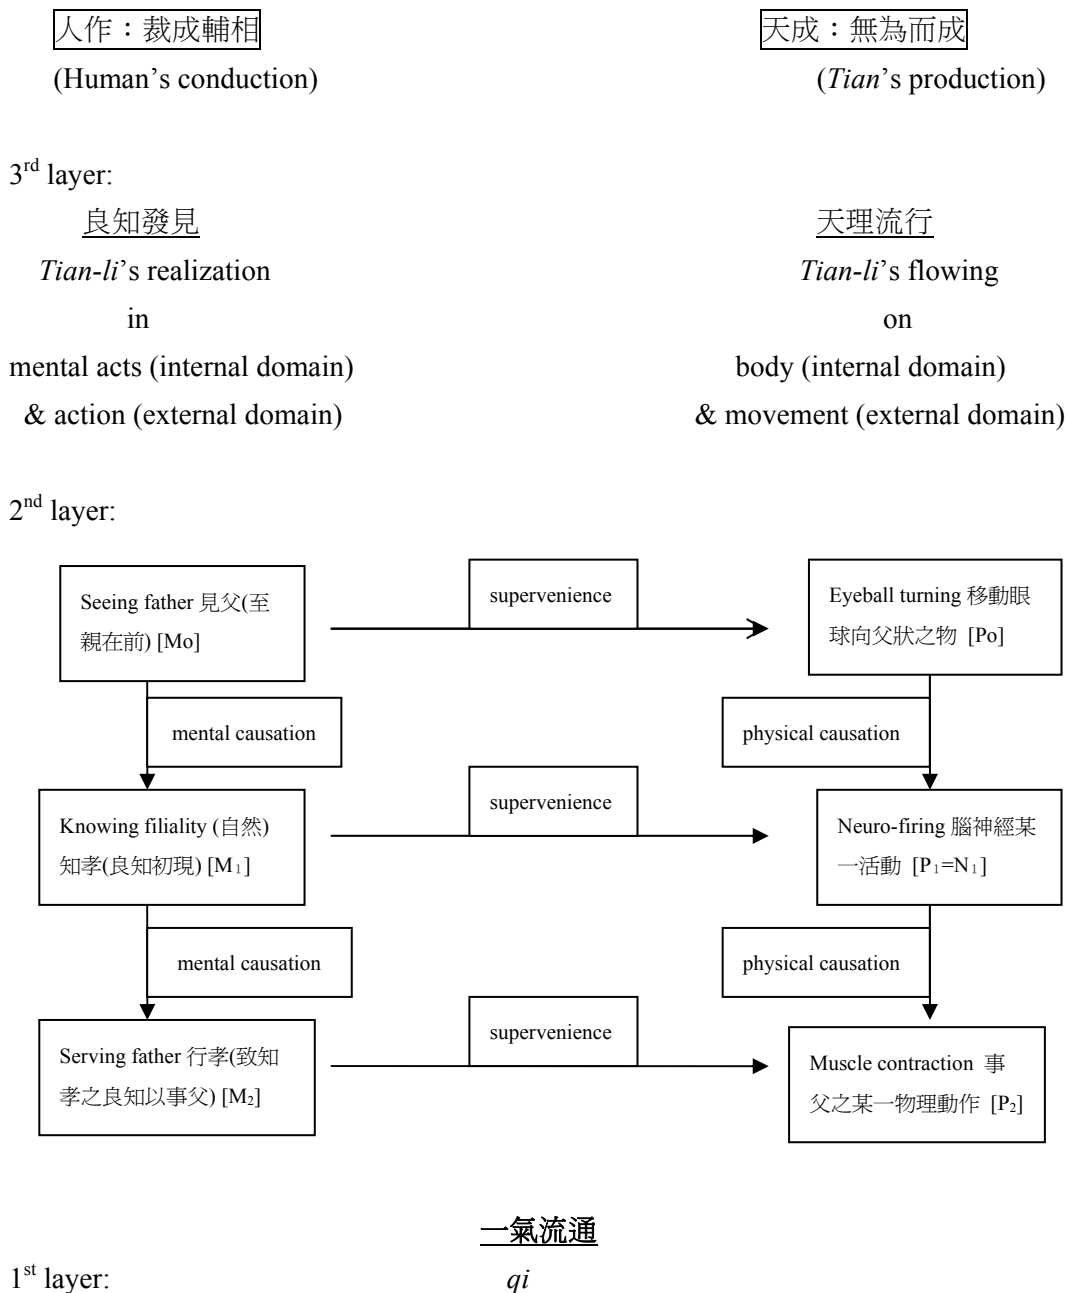 人作：裁成輔相 天成：無為而成
(Human’s conduction) (Tian’s production)
3rd layer:
良知發見 天理流行
Tian-li’s realization Tian-li’s flowing
in on
mental acts (internal domain) body (internal domain)
& action (external domain) & movement (external domain)
2nd layer:
Seeing father 見父(至
親在前) [Mo]
supervenience
Eyeball turning 移動眼
球向父狀之物 [Po]
mental causation
physical causation
Knowing filiality (自然)
知孝(良知初現) [M1]
supervenience
Neuro-firing 腦神經某
一活動 [P1=N1]
mental causation
physical causation
Serving father 行孝(致知
孝之良知以事父) [M2]
supervenience
Muscle contraction 事
父之某一物理動作 [P2]
一氣流通
1st layer: qi